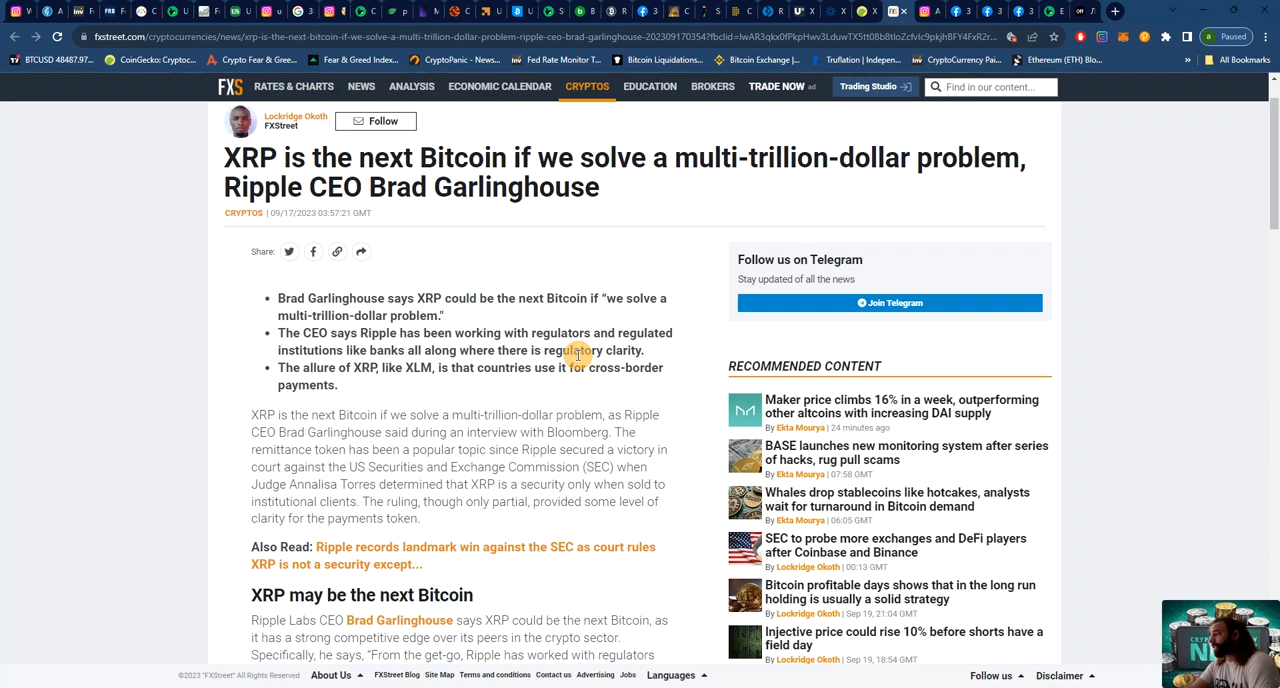 fxstreet.com/cryptocurrencies/news/xrp-is-the-next-bitcoin-if-we-solve-a-multi-trillion-dollar-problem-ripple-ceo-brad-garlinghouse-202309170354?fbclid=
Paused
BTCUSD 48487.97...
CoinGecko: Cryptoc...
Crypto Fear & Gree...
Greed Index...
CryptoPanic - News...
Fed Rate Monitor T...
Bitcoin Liquidations...
Bitcoin Exchange |...
Truflation | Indepen...
CryptoCurrency Pai...
Ethereum (ETH) Blo...
»
All Bookmarks
FXS
RATES & CHARTS
NEWS
ANALYSIS
ECONOMIC CALENDAR
CRYPTOS
EDUCATION
BROKERS
TRADE NOW ad
Trading Studio
Find in our content...
Lockridge Okoth
FXStreet
Follow
XRP is the next Bitcoin if we solve a multi-trillion-dollar problem,
Ripple CEO Brad Garlinghouse
CRYPTOS | 09/17/2023 03:57:21 GMT
Share:
• Brad Garlinghouse says XRP could be the next Bitcoin if “we solve a
multi-trillion-dollar problem."
• The CEO says Ripple has been working with regulators and regulated
institutions like banks all along where there is regulatory clarity.
• The allure of XRP, like XLM, is that countries use it for cross-border
payments.
XRP is the next Bitcoin if we solve a multi-trillion-dollar problem, as Ripple
CEO Brad Garlinghouse said during an interview with Bloomberg. The
remittance token has been a popular topic since Ripple secured a victory in
court against the US Securities and Exchange Commission (SEC) when
Judge Annalisa Torres determined that XRP is a security only when sold to
institutional clients. The ruling, though only partial, provided some level of
clarity for the payments token.
Also Read: Ripple records landmark win against the SEC as court rules
XRP is not a security except...
XRP may be the next Bitcoin
Ripple Labs CEO Brad Garlinghouse says XRP could be the next Bitcoin, as
it has a strong competitive edge over its peers in the crypto sector.
Specifically, he says, “From the get-go, Ripple has worked with regulators
Follow us on Telegram
Stay updated of all the news
Join Telegram
RECOMMENDED CONTENT
Maker price climbs 16% in a week, outperforming
other altcoins with increasing DAI supply
By Ekta Mourya | 24 minutes ago
BASE launches new monitoring system after series
of hacks, rug pull scams
By Ekta Mourya | 07:58 GMT
Whales drop stablecoins like hotcakes, analysts
wait for turnaround in Bitcoin demand
By Ekta Mourya | 06:05 GMT
SEC to probe more exchanges and DeFi players
after Coinbase and Binance
By Lockridge Okoth | 00:13 GMT
Bitcoin profitable days shows that in the long run
holding is usually a solid strategy
By Lockridge Okoth | Sep 19, 21:04 GMT
Injective price could rise 10% before shorts have a
field day
By Lockridge Okoth | Sep 19, 18:54 GMT
©2023 "FXStreet" All Rights Reserved
About Us
FXStreet Blog
Site Map
Terms and conditions
Contact us
Advertising
Jobs
Languages
Follow us
Disclaimer